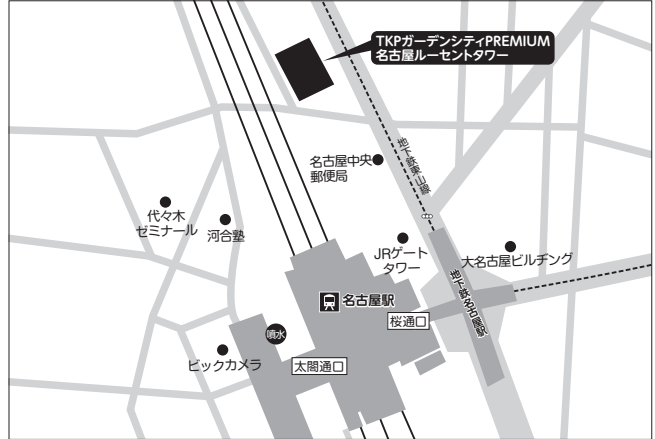 TKPガーデンシティPREMIUM
名古屋ルーセントタワー
地下鉄東山線
名古屋中央
郵便局
代々木
ゼミナール
河合塾
JRゲート
タワー
大名古屋ビルヂング
地下鉄名古屋駅
名古屋駅
桜通口
噴水
ビックカメラ
太閤通口